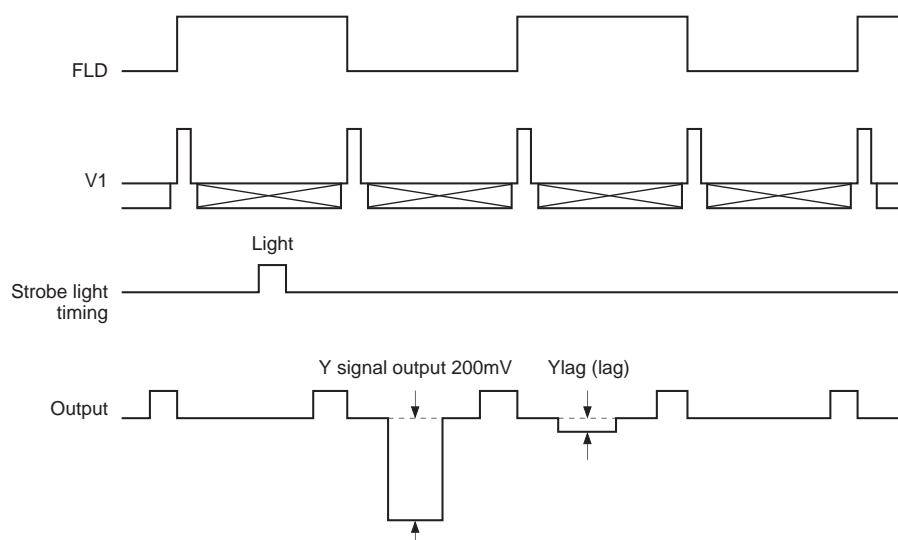 FLD
V1
Light
Strobe light
timing
Y signal output 200mV
Ylag (lag)
Output